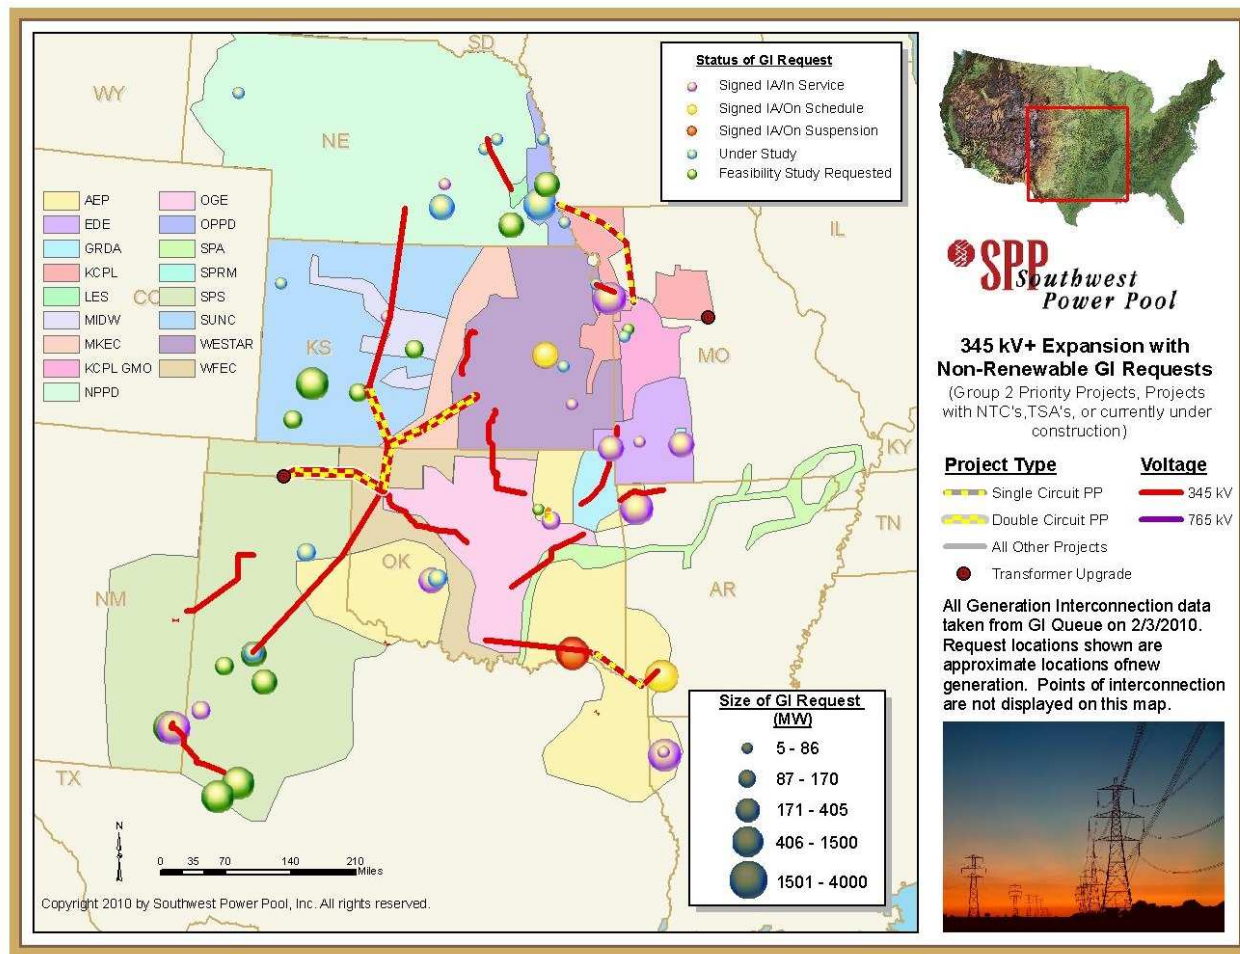 SD
WY
NE
IL
CO
KS
MO
KY
TN
OK
AR
NM
TX
Status of GI Request
Signed IA/In Service
Signed IA/On Schedule
Signed IA/On Suspension
Under Study
Feasibility Study Requested
AEP
EDE
GRDA
KCPL
LES
MIDW
MKEC
KCPL GMO
NPPD
OGE
OPPD
SPA
SPRM
SPS
SUNC
WESTAR
WFEC
Size of GI Request
(MW)
5 - 86
87 - 170
171 - 405
406 - 1500
1501 - 4000
N
0 35 70 140 210
Miles
Copyright 2010 by Southwest Power Pool, Inc. All rights reserved.
SPP
Southwest
Power Pool
345 kV+ Expansion with
Non-Renewable GI Requests
(Group 2 Priority Projects, Projects
with NTC's,TSA's, or currently under
construction)
Project Type
Voltage
Single Circuit PP
345 kV
Double Circuit PP
765 kV
All Other Projects
Transformer Upgrade
All Generation Interconnection data
taken from GI Queue on 2/3/2010.
Request locations shown are
approximate locations ofnew
generation. Points of interconnection
are not displayed on this map.